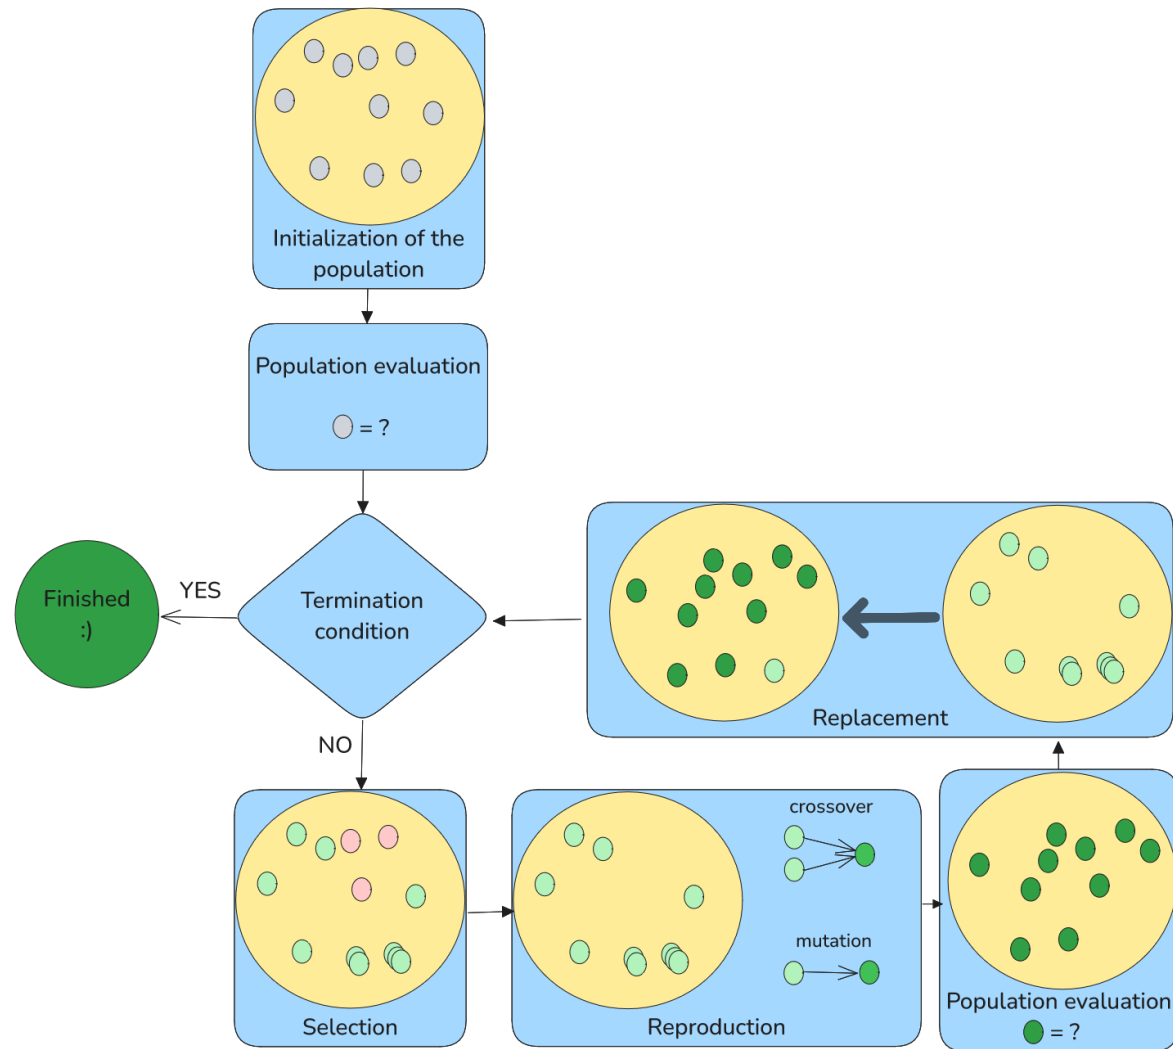 Initialization of the
population
Population evaluation
= ?
Termination
condition
YES
Finished
:)
NO
Replacement
Selection
Reproduction
crossover
mutation
Population evaluation
= ?